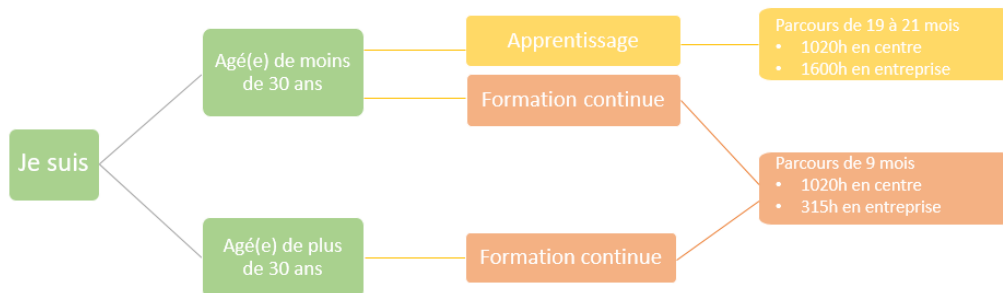 Je suis
Agé(e) de moins
de 30 ans
Apprentissage
Parcours de 19 à 21 mois
• 1020h en centre
• 1600h en entreprise
Formation continue
Parcours de 9 mois
• 1020h en centre
• 315h en entreprise
Agé(e) de plus
de 30 ans
Formation continue